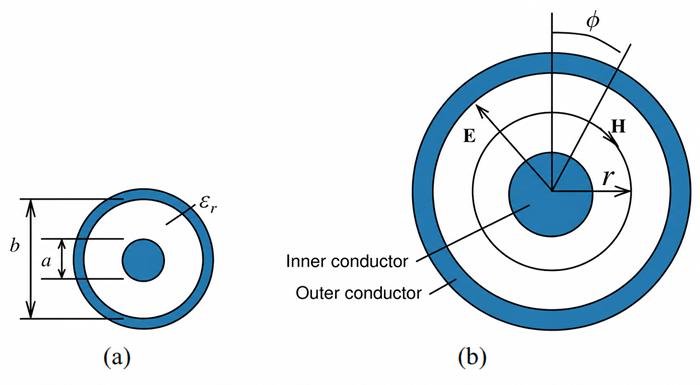 b
a
εr
(a)
ϕ
E
H
r
Inner conductor
Outer conductor
(b)